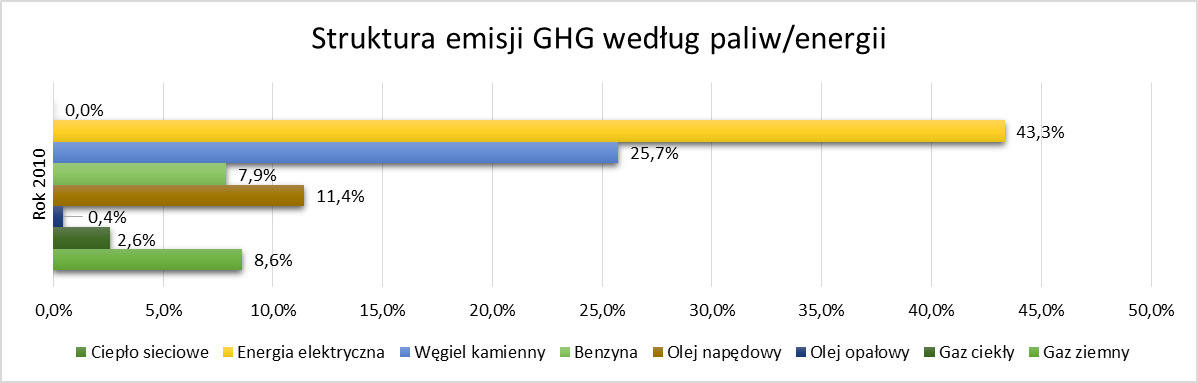 Struktura emisji GHG według paliw/energii
0,0%
43,3%
25,7%
7,9%
11,4%
0,4%
2,6%
8,6%
Rok 2010
0,0% 5,0% 10,0% 15,0% 20,0% 25,0% 30,0% 35,0% 40,0% 45,0% 50,0%
Ciepło sieciowe Energia elektryczna Węgiel kamienny Benzyna Olej napędowy Olej opałowy Gaz ciekły Gaz ziemny